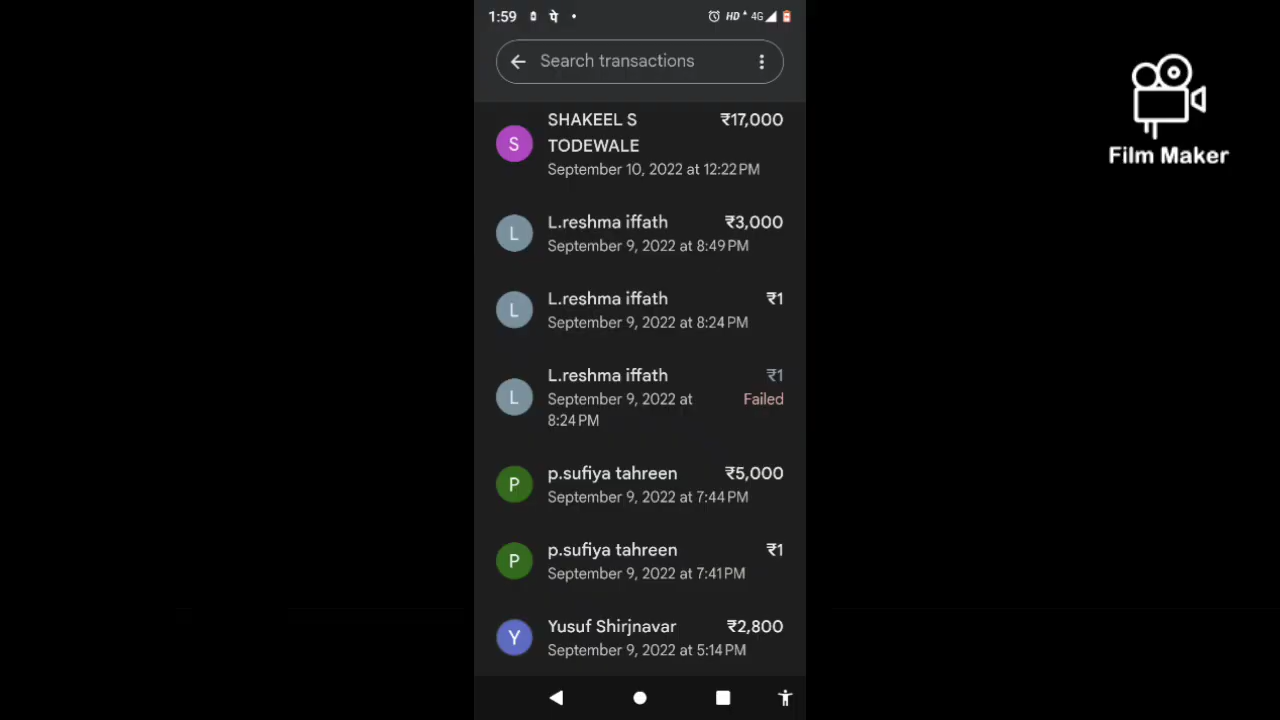 1:59 पे HD 4G
Search transactions
SHAKEEL S ₹17,000
TODEWALE
September 10, 2022 at 12:22 PM
S
L.reshma iffath ₹3,000
September 9, 2022 at 8:49 PM
L
L.reshma iffath ₹1
September 9, 2022 at 8:24 PM
L
L.reshma iffath ₹1
September 9, 2022 at Failed
8:24 PM
L
p.sufiya tahreen ₹5,000
September 9, 2022 at 7:44 PM
P
p.sufiya tahreen ₹1
September 9, 2022 at 7:41 PM
P
Yusuf Shirjnavar ₹2,800
September 9, 2022 at 5:14 PM
Y
Film Maker